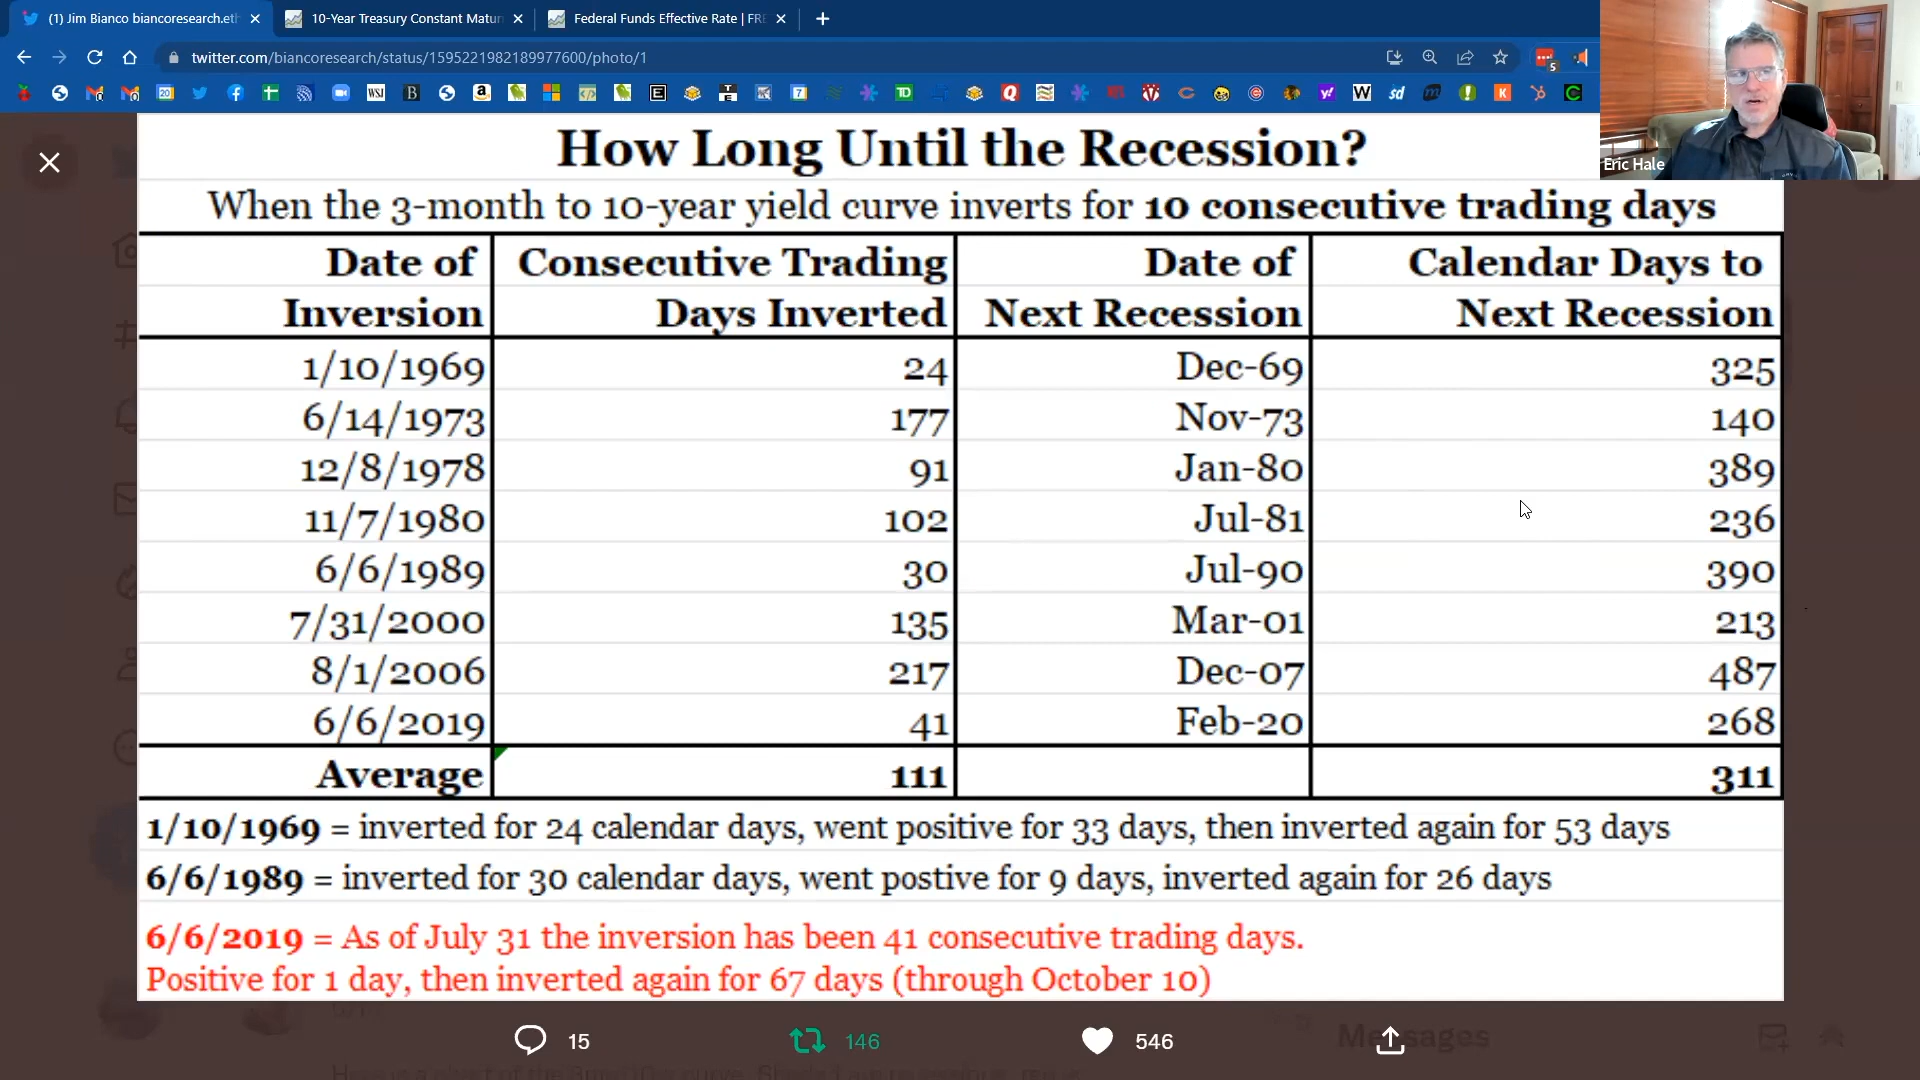 (1) Jim Bianco biancoresearch.eth
10-Year Treasury Constant Matur
Federal Funds Effective Rate | FRE
twitter.com/biancoresearch/status/1595221982189977600/photo/1
Eric Hale
How Long Until the Recession?
When the 3-month to 10-year yield curve inverts for 10 consecutive trading days
Date of Inversion Consecutive Trading Days Inverted Date of Next Recession Calendar Days to Next Recession
1/10/1969 24 Dec-69 325
6/14/1973 177 Nov-73 140
12/8/1978 91 Jan-80 389
11/7/1980 102 Jul-81 236
6/6/1989 30 Jul-90 390
7/31/2000 135 Mar-01 213
8/1/2006 217 Dec-07 487
6/6/2019 41 Feb-20 268
Average 111 311
1/10/1969 = inverted for 24 calendar days, went positive for 33 days, then inverted again for 53 days
6/6/1989 = inverted for 30 calendar days, went postive for 9 days, inverted again for 26 days
6/6/2019 = As of July 31 the inversion has been 41 consecutive trading days.
Positive for 1 day, then inverted again for 67 days (through October 10)
15 146 546
Messages